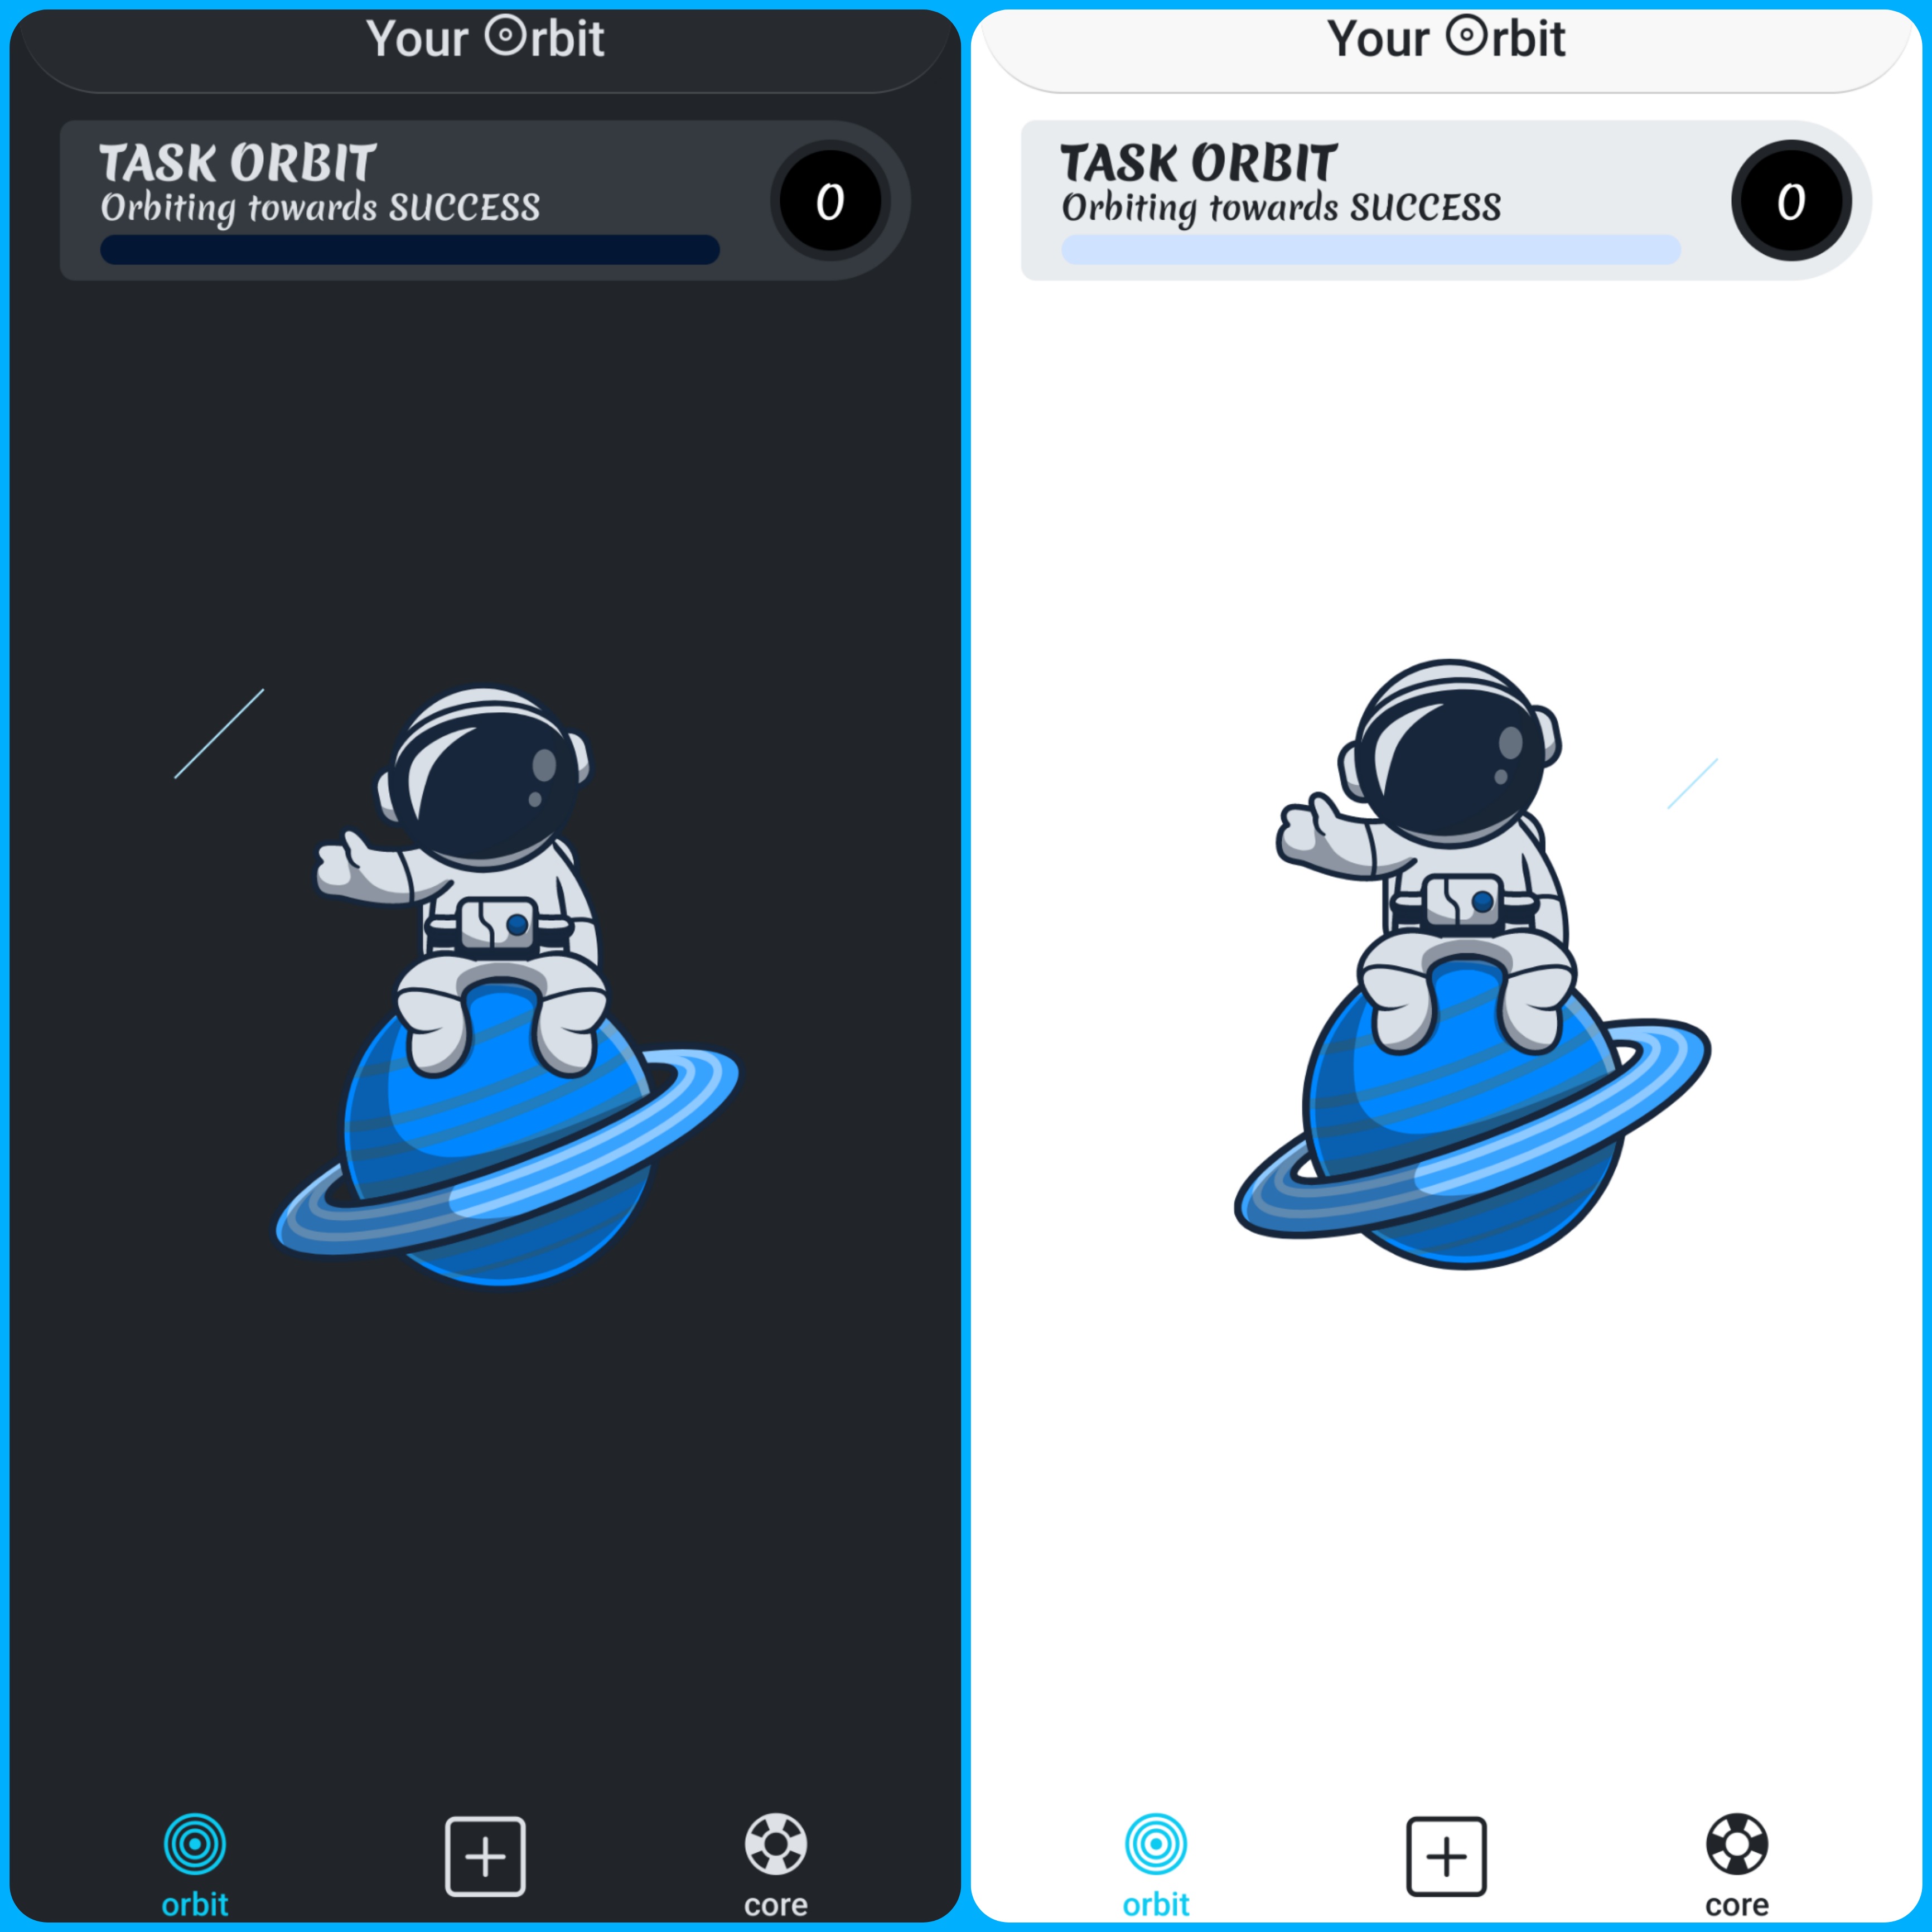 Your Orbit
TASK ORBIT
Orbiting towards SUCCESS
0
orbit
core
Your Orbit
TASK ORBIT
Orbiting towards SUCCESS
0
orbit
core